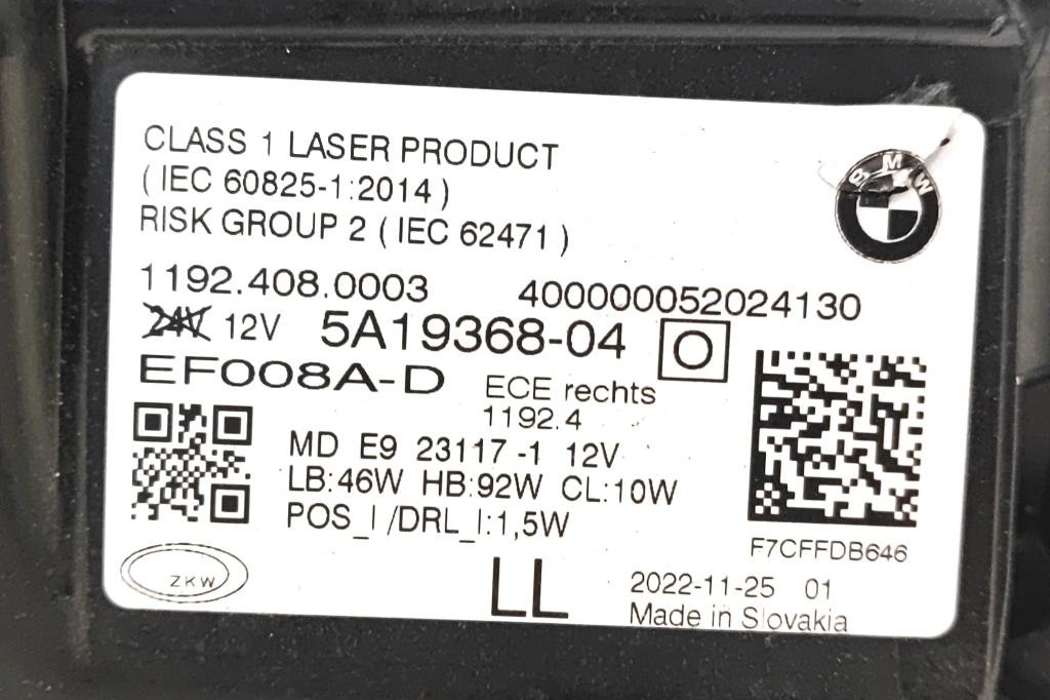 CLASS 1 LASER PRODUCT
( IEC 60825-1:2014 )
RISK GROUP 2 ( IEC 62471 )
BMW
1192.408.0003 400000052024130
24V 12V 5A19368-04 O
EF008A-D ECE rechts
1192.4
MD E9 23117-1 12V
LB:46W HB:92W CL:10W
POS_I /DRL_I:1,5W
F7CFFDB646
ZKW
LL
2022-11-25 01
Made in Slovakia